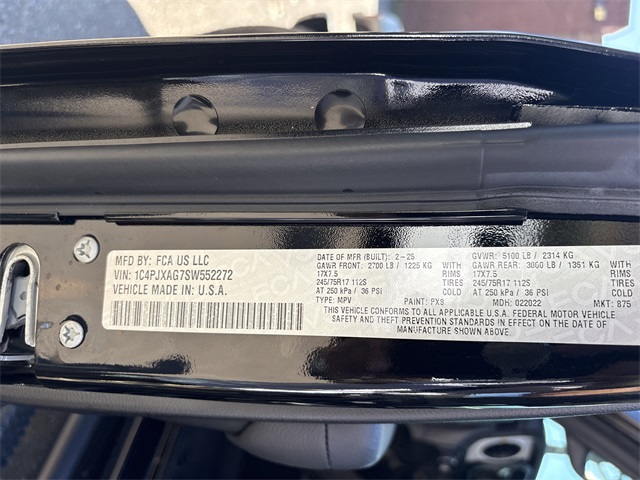 MFD BY: FCA US LLC
VIN: 1C4PJXAG7SW552272
VEHICLE MADE IN: U.S.A.
DATE OF MFR (BUILT): 2-25 GVWR: 5100 LB / 2314 KG
GAWR FRONT: 2700 LB / 1225 KG WITH GAWR REAR: 3000 LB / 1351 KG WITH
17X7.5 RIMS 17X7.5 RIMS
245/75R17 112S TIRES 245/75R17 112S TIRES
AT 250 kPa / 36 PSI COLD AT 250 kPa / 36 PSI COLD
TYPE: MPV PAINT: PX8 MDH: 022022 MKT: 875
THIS VEHICLE CONFORMS TO ALL APPLICABLE U.S.A. FEDERAL MOTOR VEHICLE
SAFETY AND THEFT PREVENTION STANDARDS IN EFFECT ON THE DATE OF
MANUFACTURE SHOWN ABOVE.